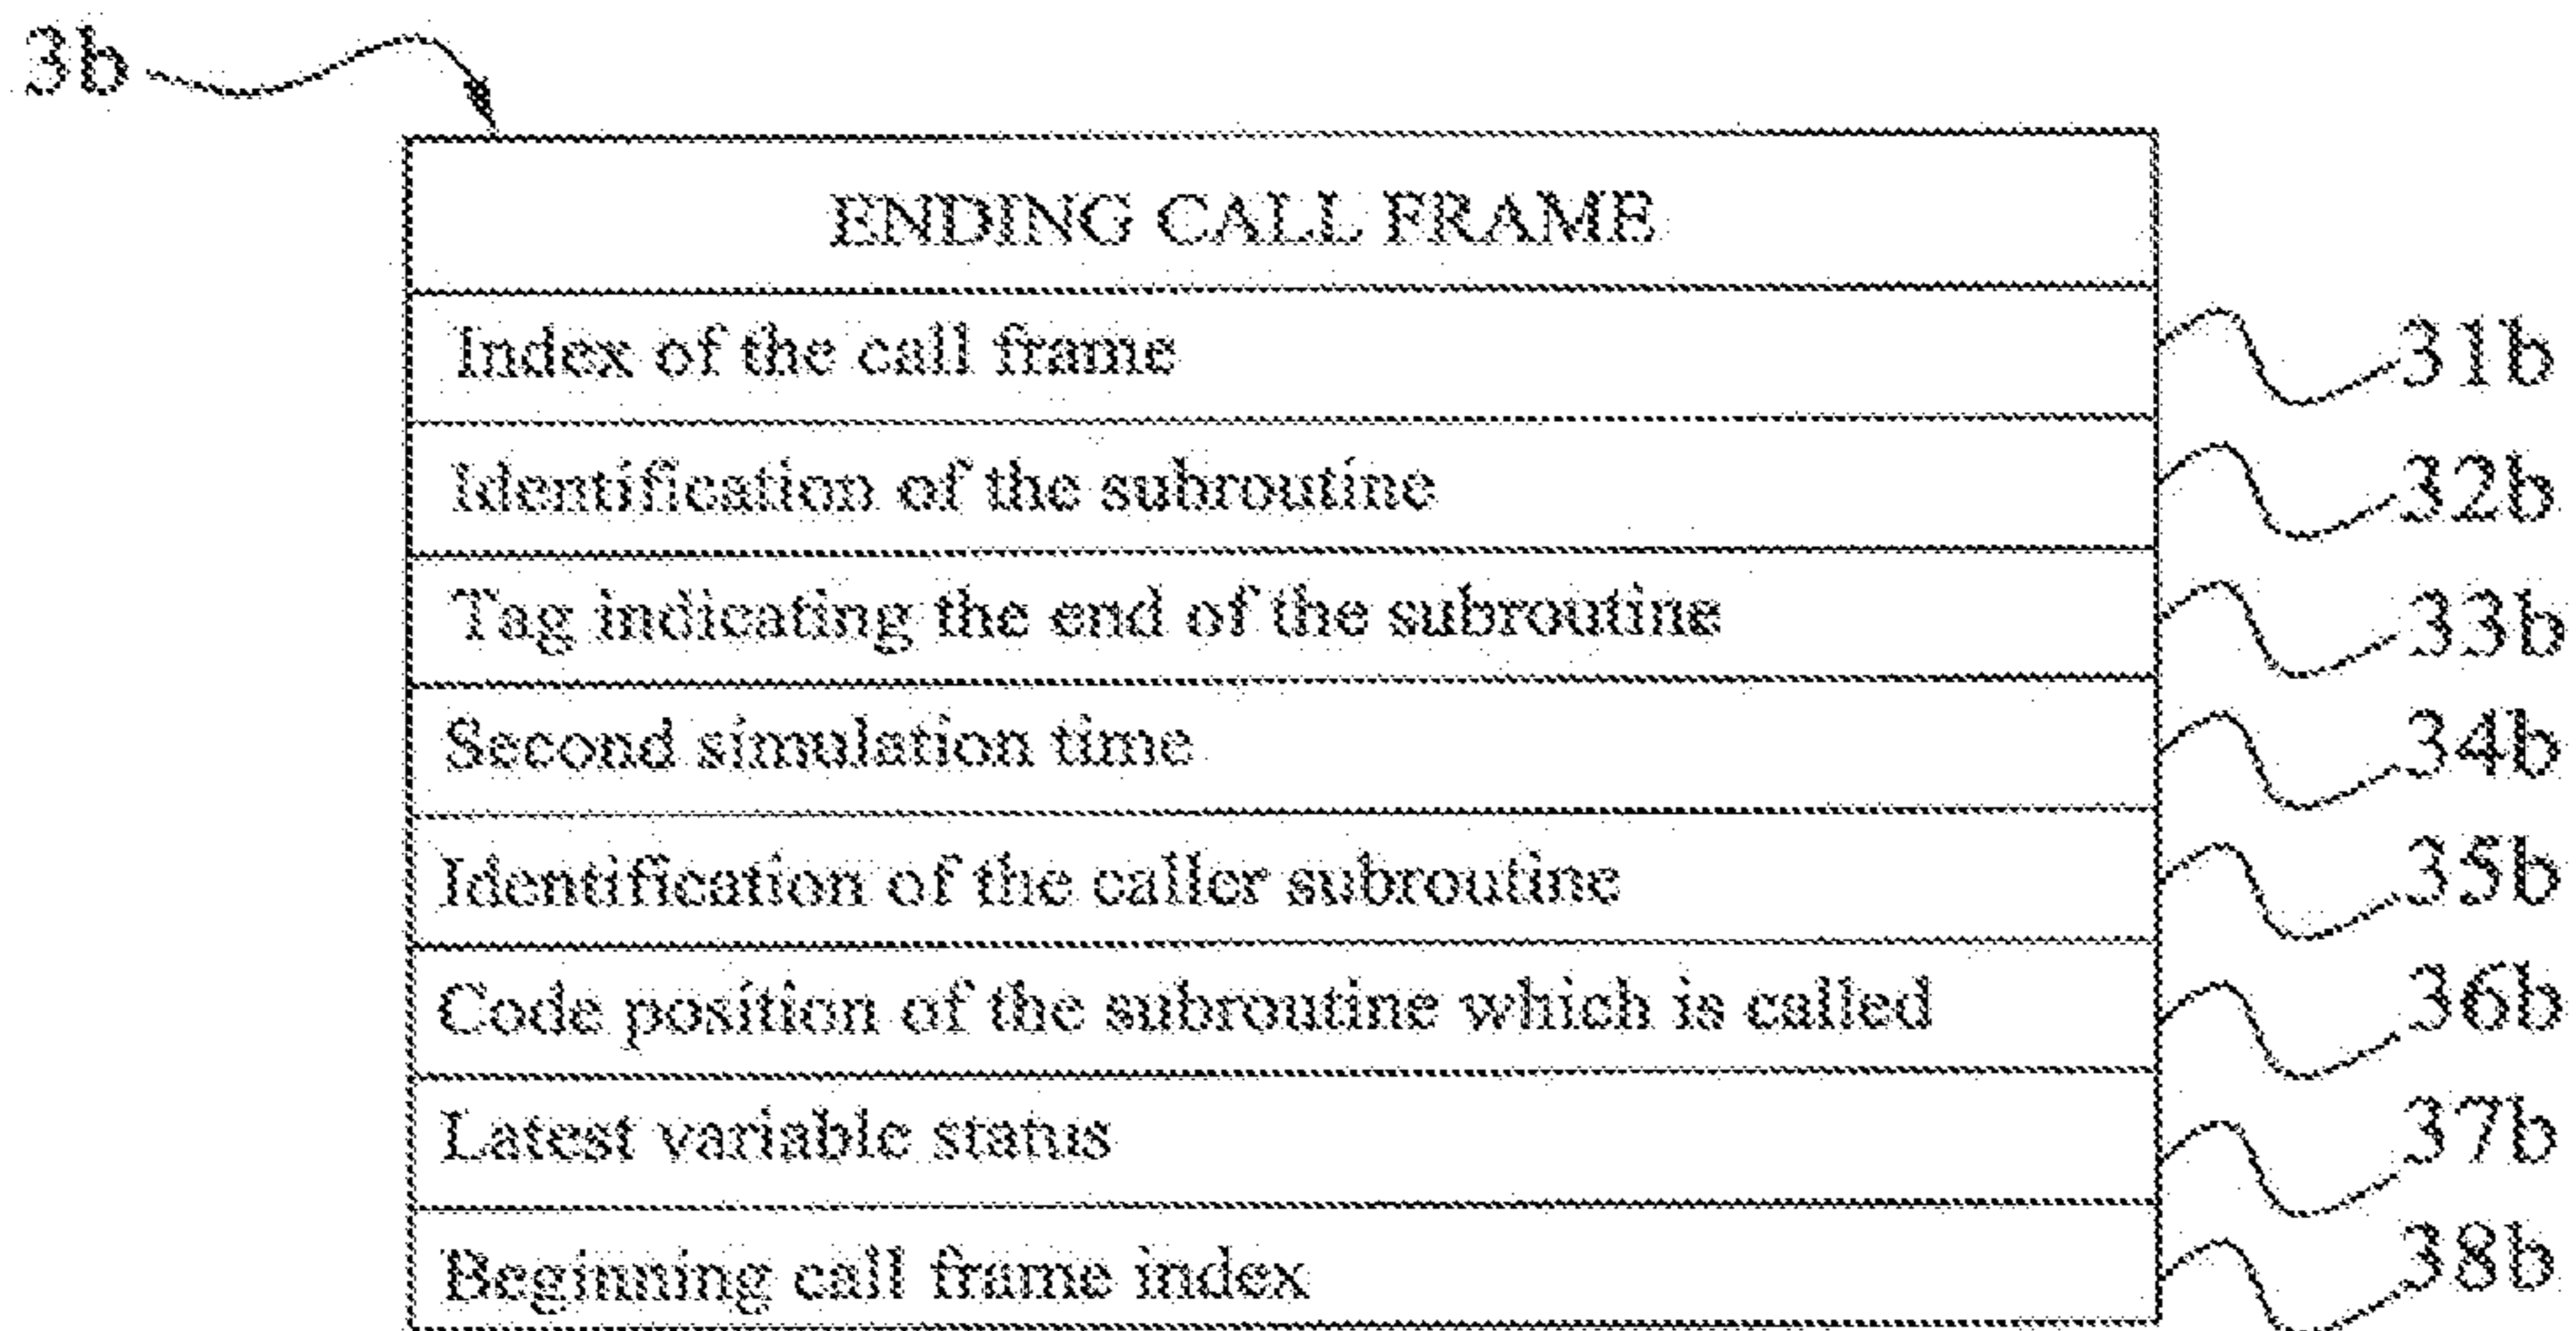 3b
ENDING CALL FRAME
Index of the call frame 31b
Identification of the subroutine 32b
Tag indicating the end of the subroutine 33b
Second simulation time 34b
Identification of the caller subroutine 35b
Code position of the subroutine which is called 36b
Latest variable status 37b
Beginning call frame index 38b